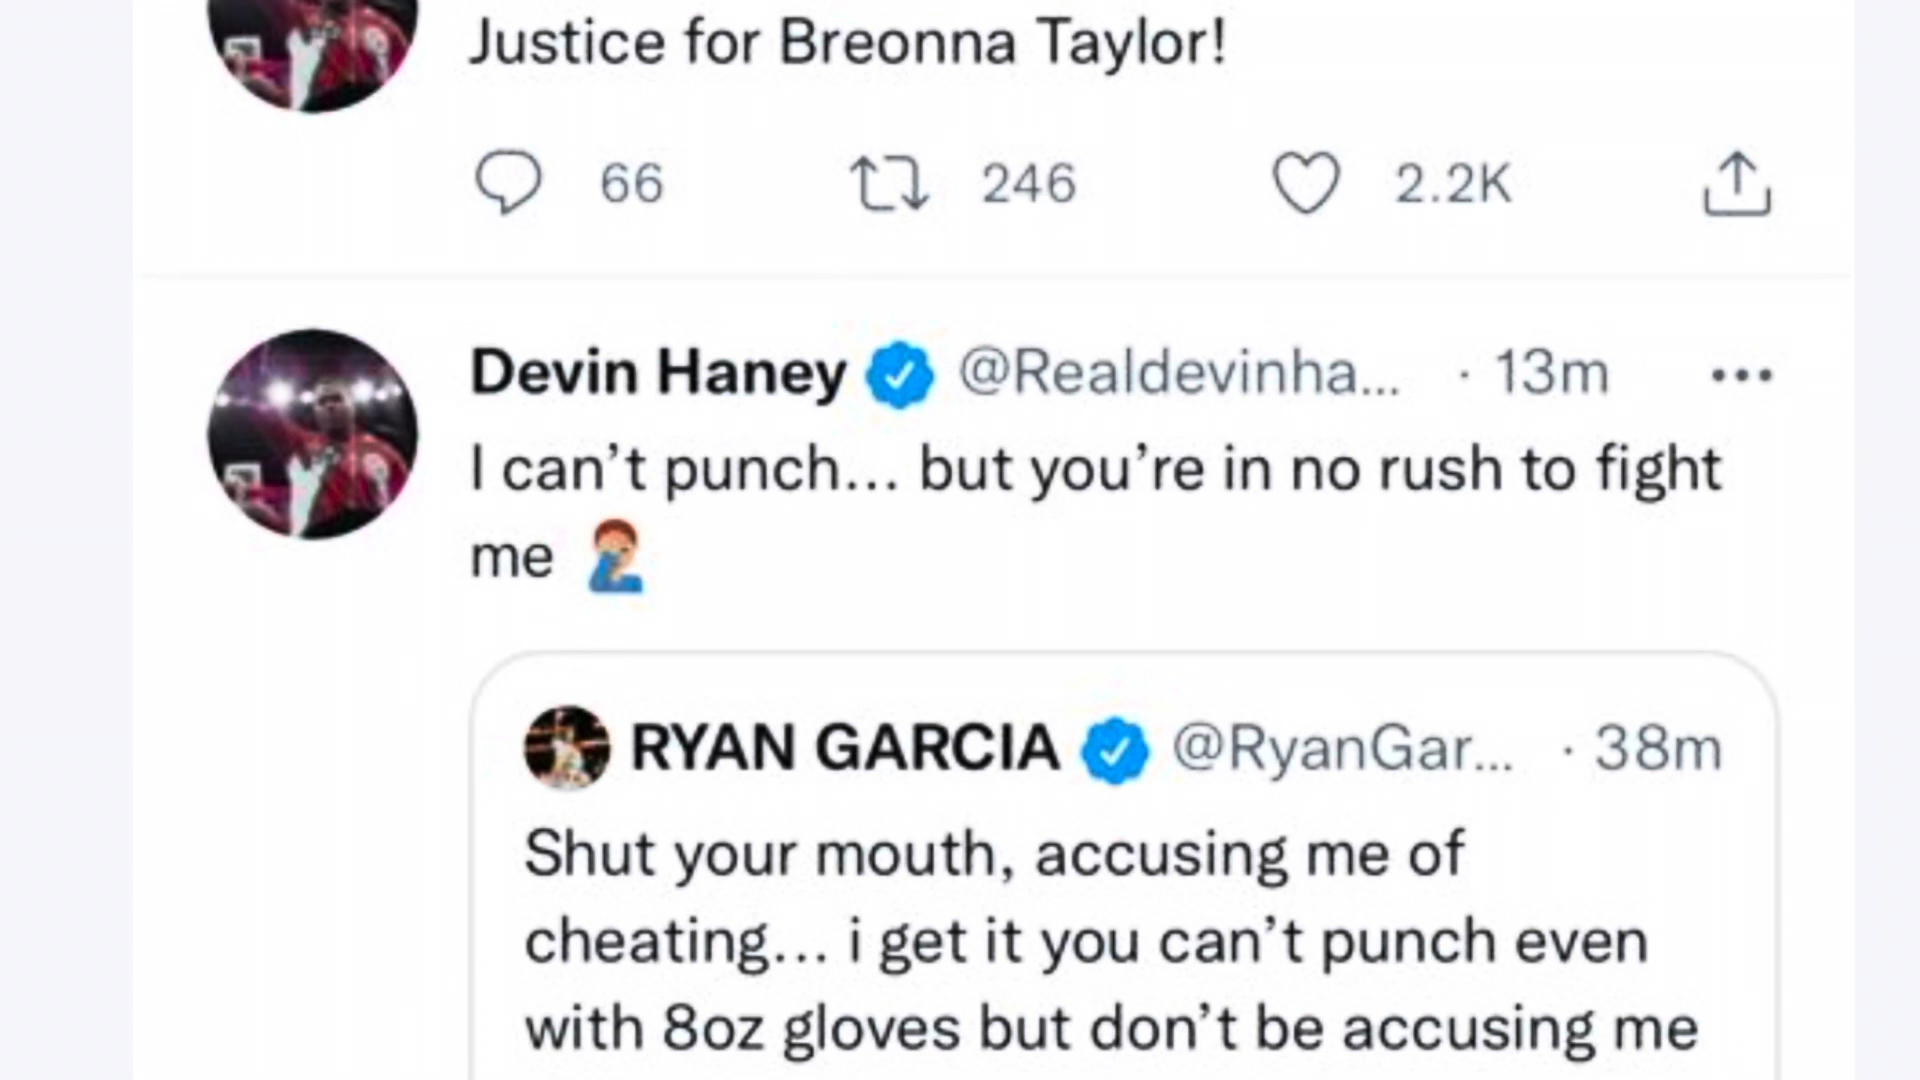 Justice for Breonna Taylor!
66 246 2.2K
Devin Haney @Realdevinha... · 13m
I can’t punch... but you’re in no rush to fight
me 🤦🏼‍♂️
RYAN GARCIA @RyanGar... · 38m
Shut your mouth, accusing me of
cheating... i get it you can’t punch even
with 8oz gloves but don’t be accusing me